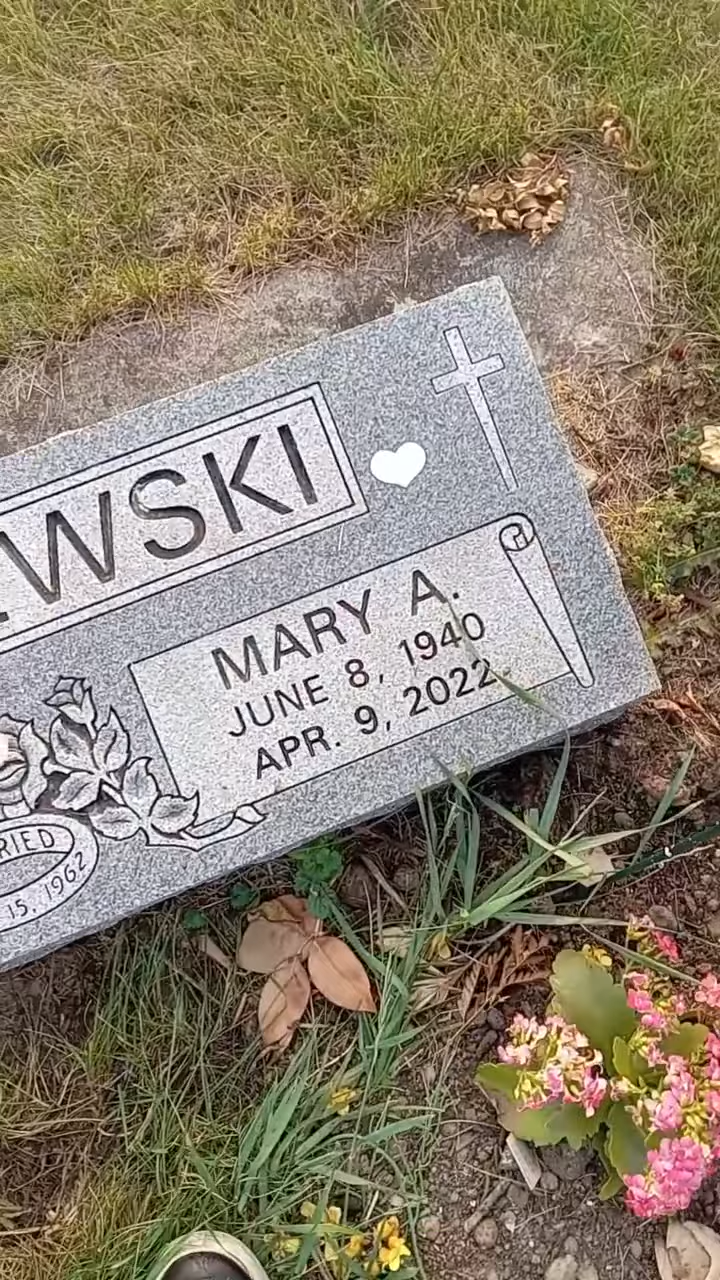 WSKI
MARY A.
JUNE 8, 1940
APR. 9, 2022
RIED
15, 1962